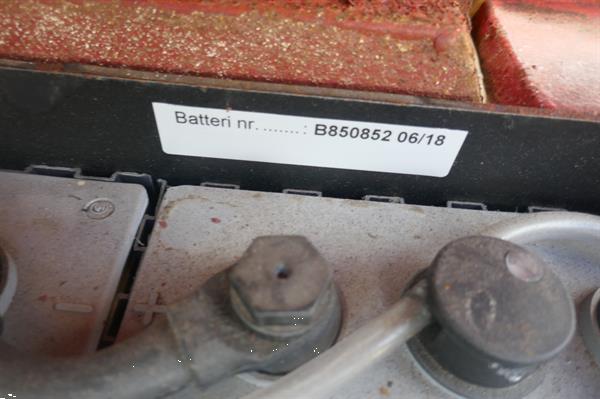 Batteri nr. ....... : B850852 06/18